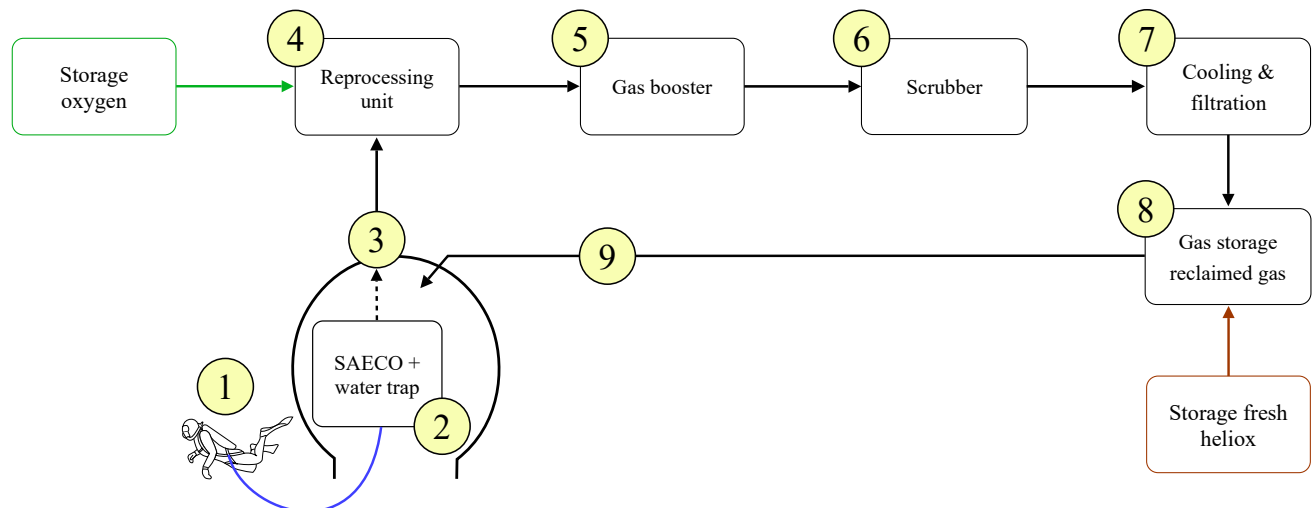 4
5
6
7
Storage
oxygen
Reprocessing
unit
Gas booster
Scrubber
Cooling &
filtration
8
3
9
Gas storage
reclaimed gas
1
SAECO +
water trap
2
Storage fresh
heliox